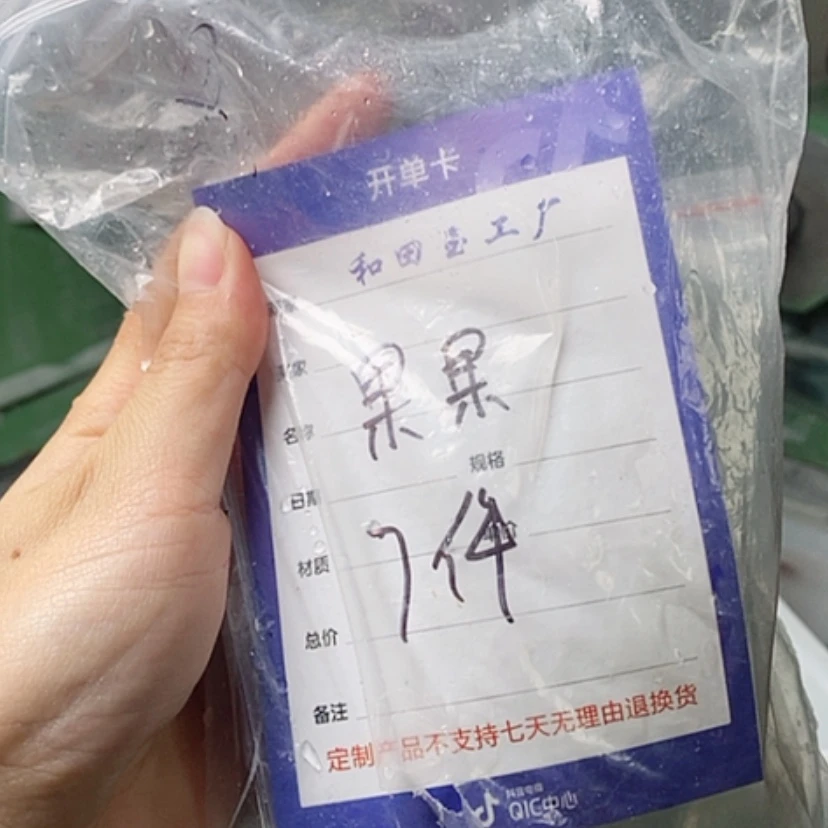 开单卡
和田玉工厂
买家
果果
名称
规格
日期
7件
单价
材质
总价
备注
定制产品不支持七天无理由退换货
抖音电商
QIC中心